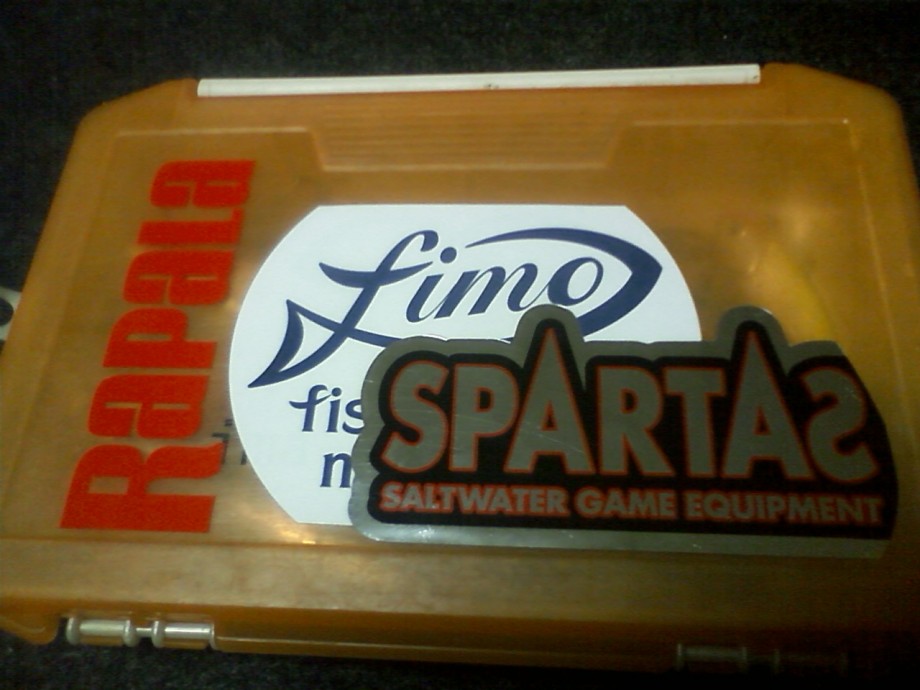 Rapala
fimo
SPARTAS
SALTWATER GAME EQUIPMENT